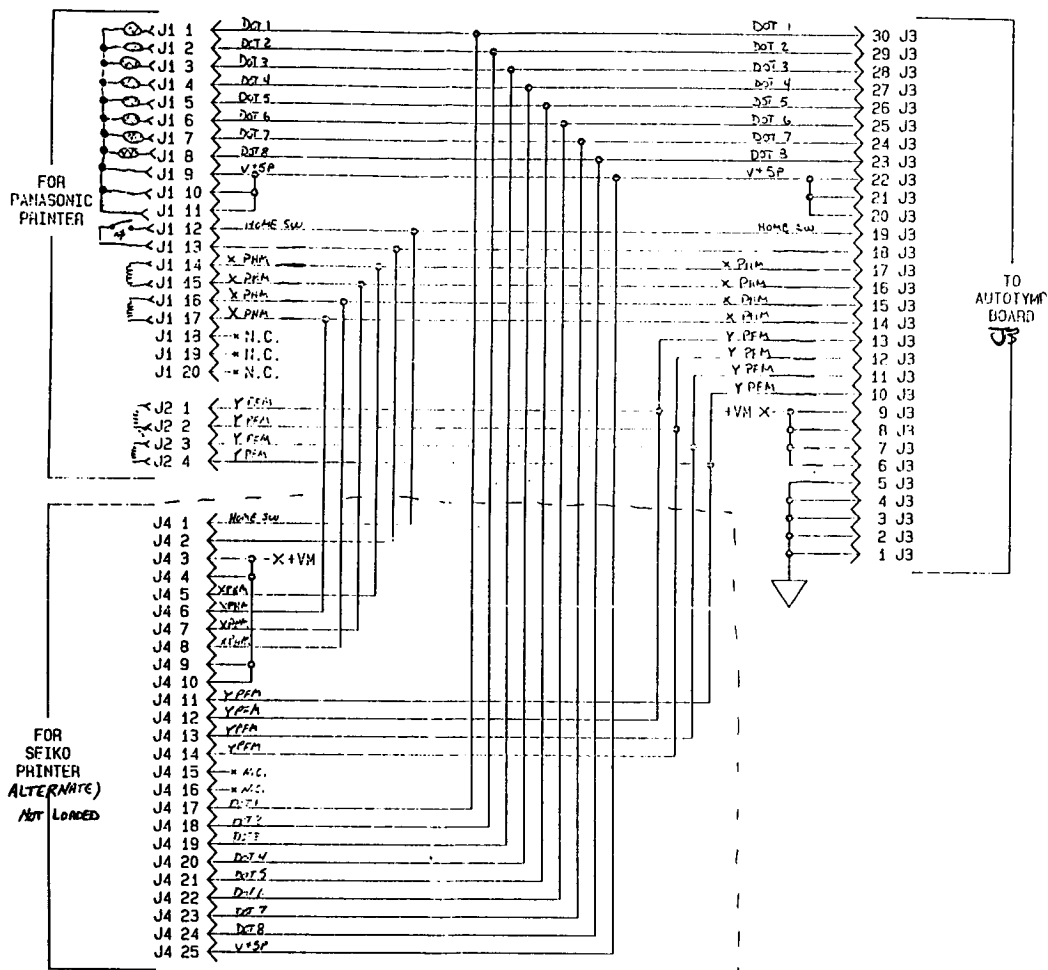 J1 1 DOT 1 DOT 1 30 J3
J1 2 DOT 2 DOT 2 29 J3
J1 3 DOT 3 DOT 3 28 J3
J1 4 DOT 4 DOT 4 27 J3
J1 5 DOT 5 DOT 5 26 J3
J1 6 DOT 6 DOT 6 25 J3
J1 7 DOT 7 DOT 7 24 J3
J1 8 DOT 8 DOT 8 23 J3
J1 9 V+SP V+SP 22 J3
J1 10 21 J3
J1 11 20 J3
J1 12 HOME SW HOME SW 19 J3
J1 13 18 J3
J1 14 X PHM X PHM 17 J3
J1 15 X PHM X PHM 16 J3
J1 16 X PHM X PHM 15 J3
J1 17 X PHM X PHM 14 J3
J1 18 N.C. Y PFM 13 J3
J1 19 N.C. Y PFM 12 J3
J1 20 N.C. Y PFM 11 J3
Y PFM 10 J3
J2 1 Y PFM +VM X 9 J3
J2 2 Y PFM 8 J3
J2 3 Y PFM 7 J3
J2 4 Y PFM 6 J3
5 J3
4 J3
3 J3
2 J3
1 J3
FOR
PANASONIC
PRINTER
TO
AUTOTYMP
BOARD
J3
J4 1 HOME SW
J4 2
J4 3 X +VM
J4 4
J4 5 XPHM
J4 6 XPHM
J4 7 XPHM
J4 8 XPHM
J4 9
J4 10
J4 11 Y PFM
J4 12 YPFM
J4 13 YPFM
J4 14 YPFM
J4 15 N.C.
J4 16 N.C.
J4 17 DOT1
J4 18 DOT2
J4 19 DOT3
J4 20 DOT 4
J4 21 DOT 5
J4 22 DOT 6
J4 23 DOT 7
J4 24 DOT 8
J4 25 V+SP
FOR
SEIKO
PRINTER
ALTERNATE)
NOT LOADED